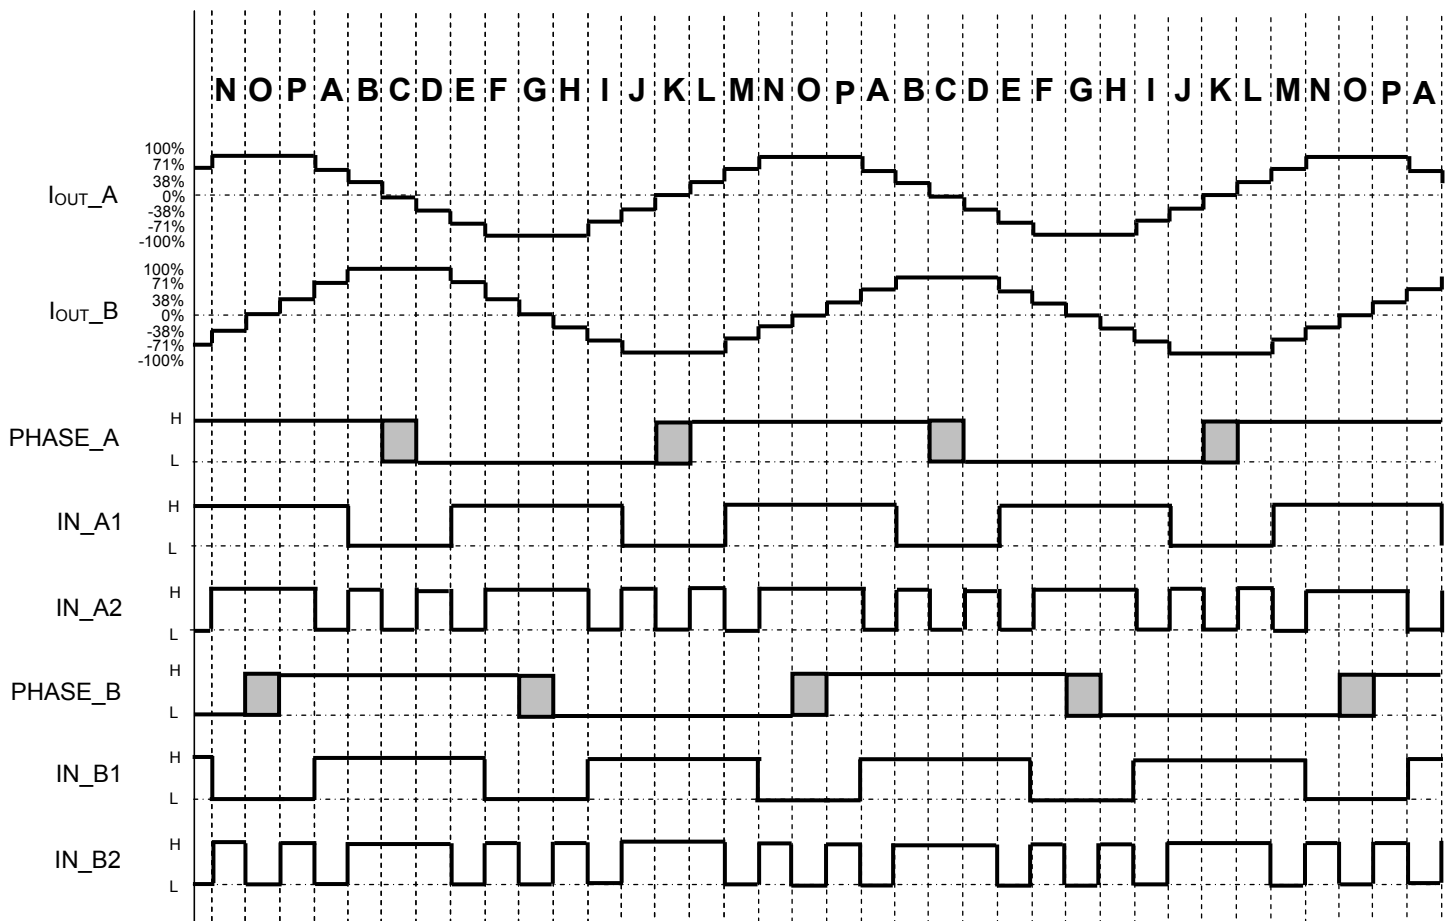 N O P A B C D E F G H I J K L M N O P A B C D E F G H I J K L M N O P A
100%
71%
38%
IOUT_A
0%
-38%
-71%
-100%
100%
71%
38%
IOUT_B
0%
-38%
-71%
-100%
H
PHASE_A
L
H
IN_A1
L
H
IN_A2
L
H
PHASE_B
L
H
IN_B1
L
H
IN_B2
L